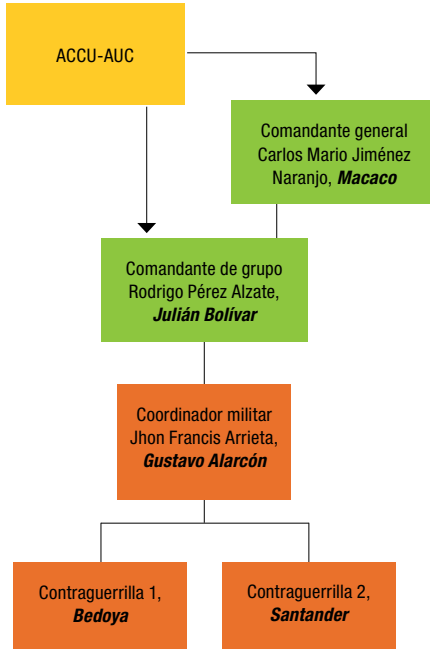 ACCU-AUC
Comandante general
Carlos Mario Jiménez
Naranjo, Macaco
Comandante de grupo
Rodrigo Pérez Alzate,
Julián Bolívar
Coordinador militar
Jhon Francis Arrieta,
Gustavo Alarcón
Contraguerrilla 1,
Bedoya
Contraguerrilla 2,
Santander